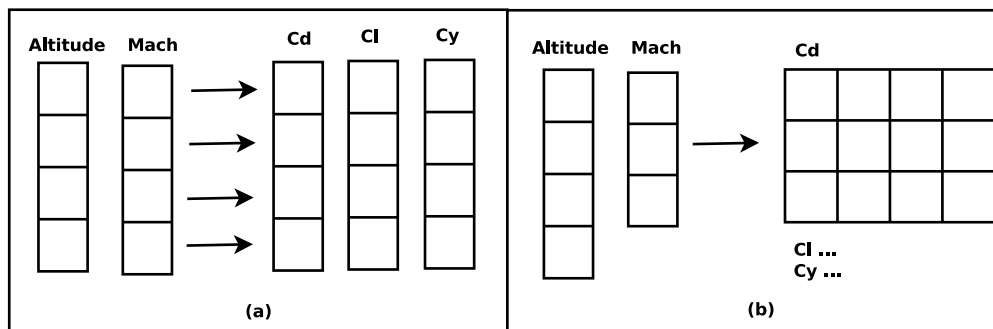 Altitude Mach Cd Cl Cy
(a)
Altitude Mach Cd
Cl ...
Cy ...
(b)